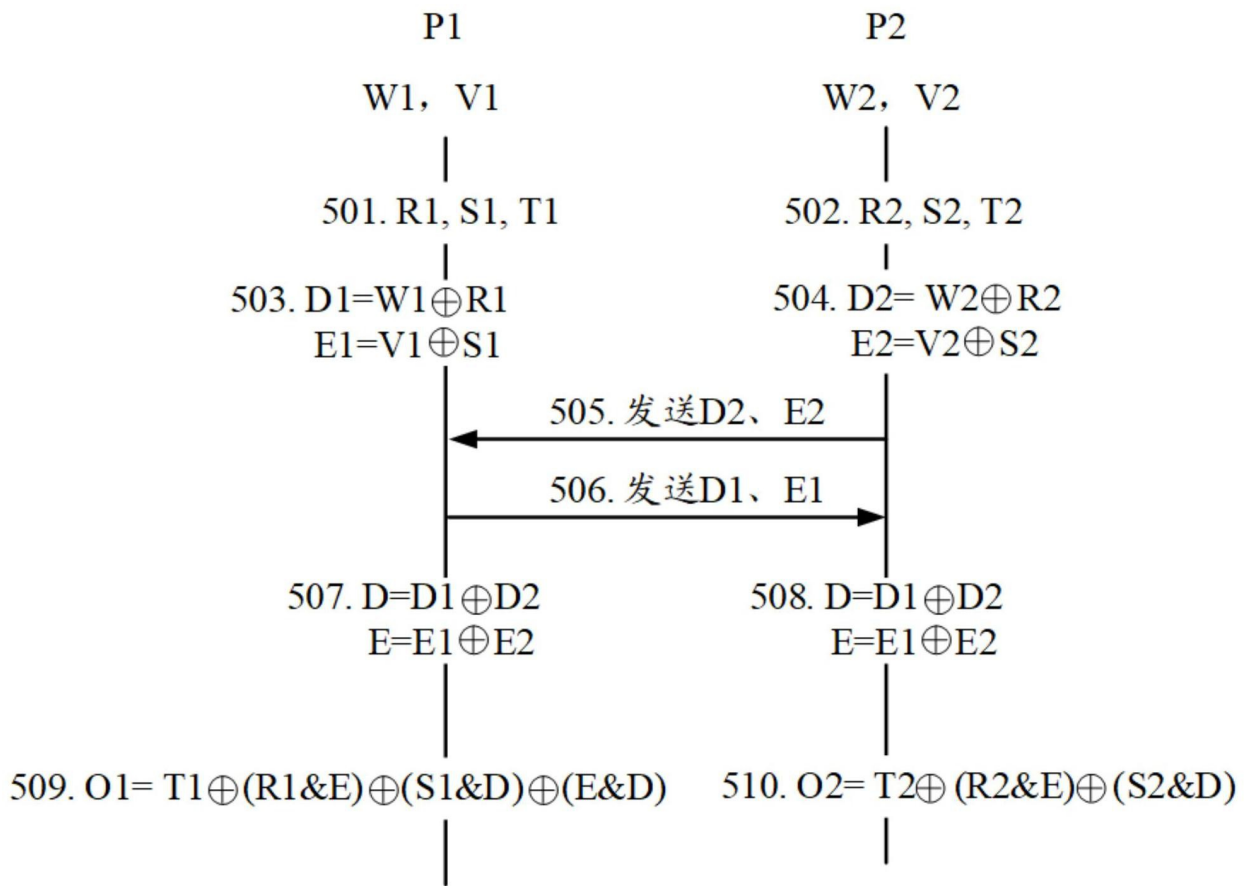 P1
P2
W1，V1
W2，V2
501. R1, S1, T1
502. R2, S2, T2
503. D1=W1⊕R1
E1=V1⊕S1
504. D2= W2⊕R2
E2=V2⊕S2
505. 发送D2、E2
506. 发送D1、E1
507. D=D1⊕D2
E=E1⊕E2
508. D=D1⊕D2
E=E1⊕E2
509. O1= T1⊕(R1&E)⊕(S1&D)⊕(E&D)
510. O2= T2⊕ (R2&E)⊕(S2&D)